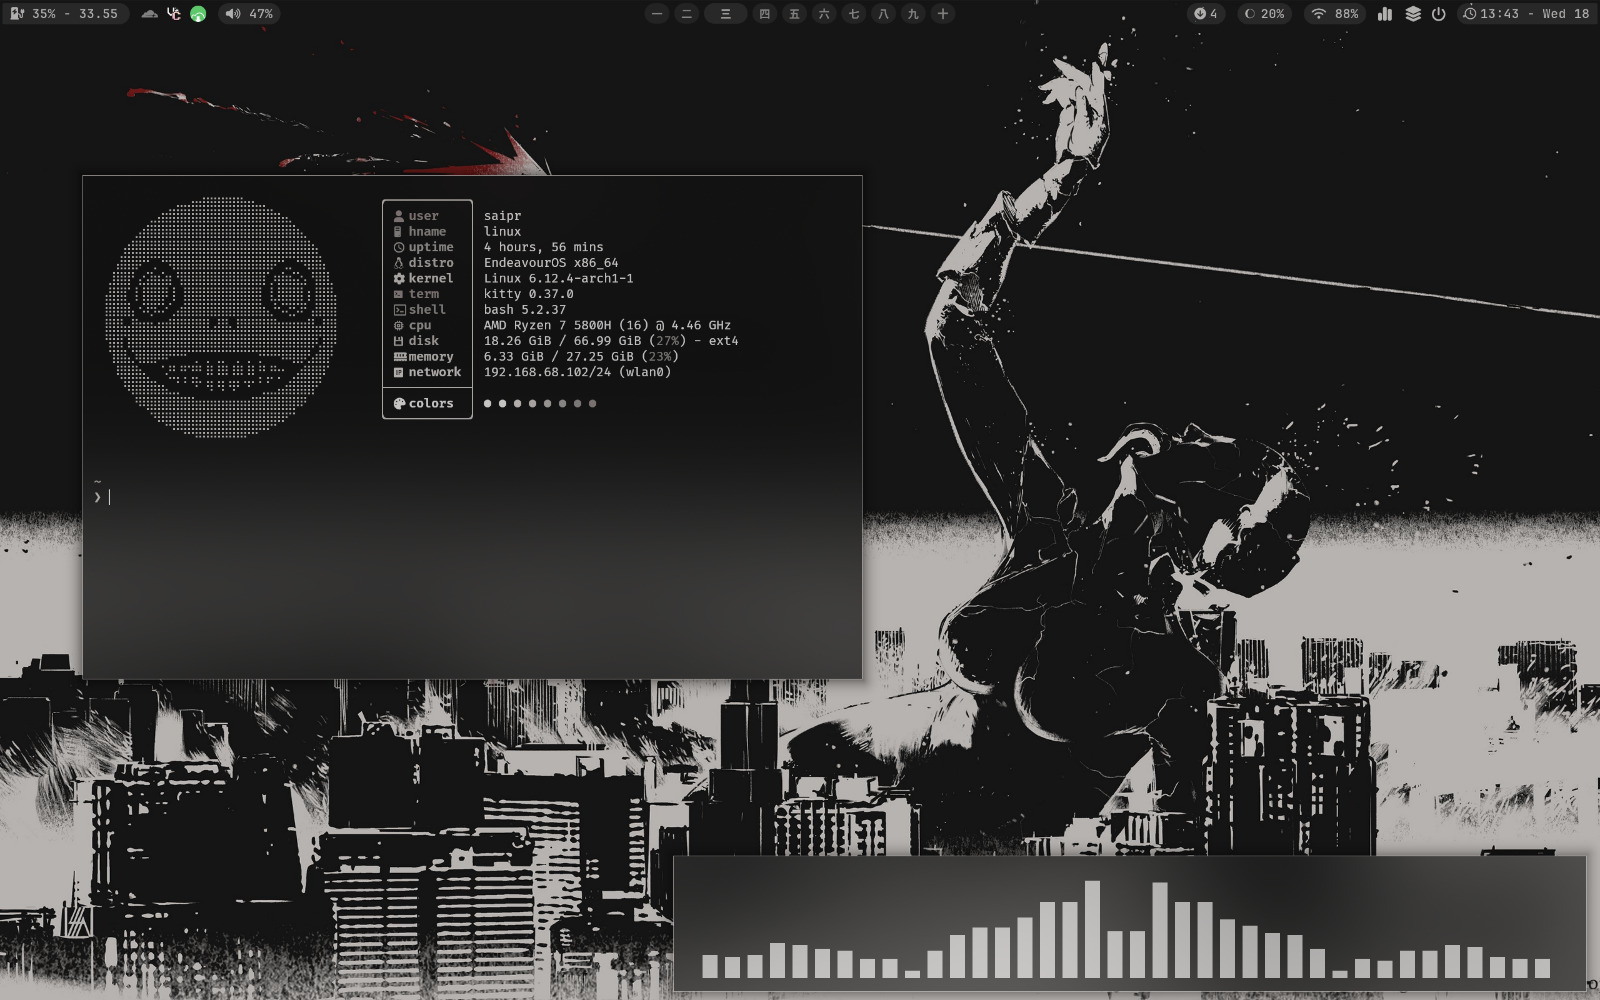 35% - 33.55
47%
一 二 三 四 五 六 七 八 九 十
4
20%
88%
13:43 - Wed 18
user saipr
hname linux
uptime 4 hours, 56 mins
distro EndeavourOS x86_64
kernel Linux 6.12.4-arch1-1
term kitty 0.37.0
shell bash 5.2.37
cpu AMD Ryzen 7 5800H (16) @ 4.46 GHz
disk 18.26 GiB / 66.99 GiB (27%) - ext4
memory 6.33 GiB / 27.25 GiB (23%)
network 192.168.68.102/24 (wlan0)
colors
~
❯